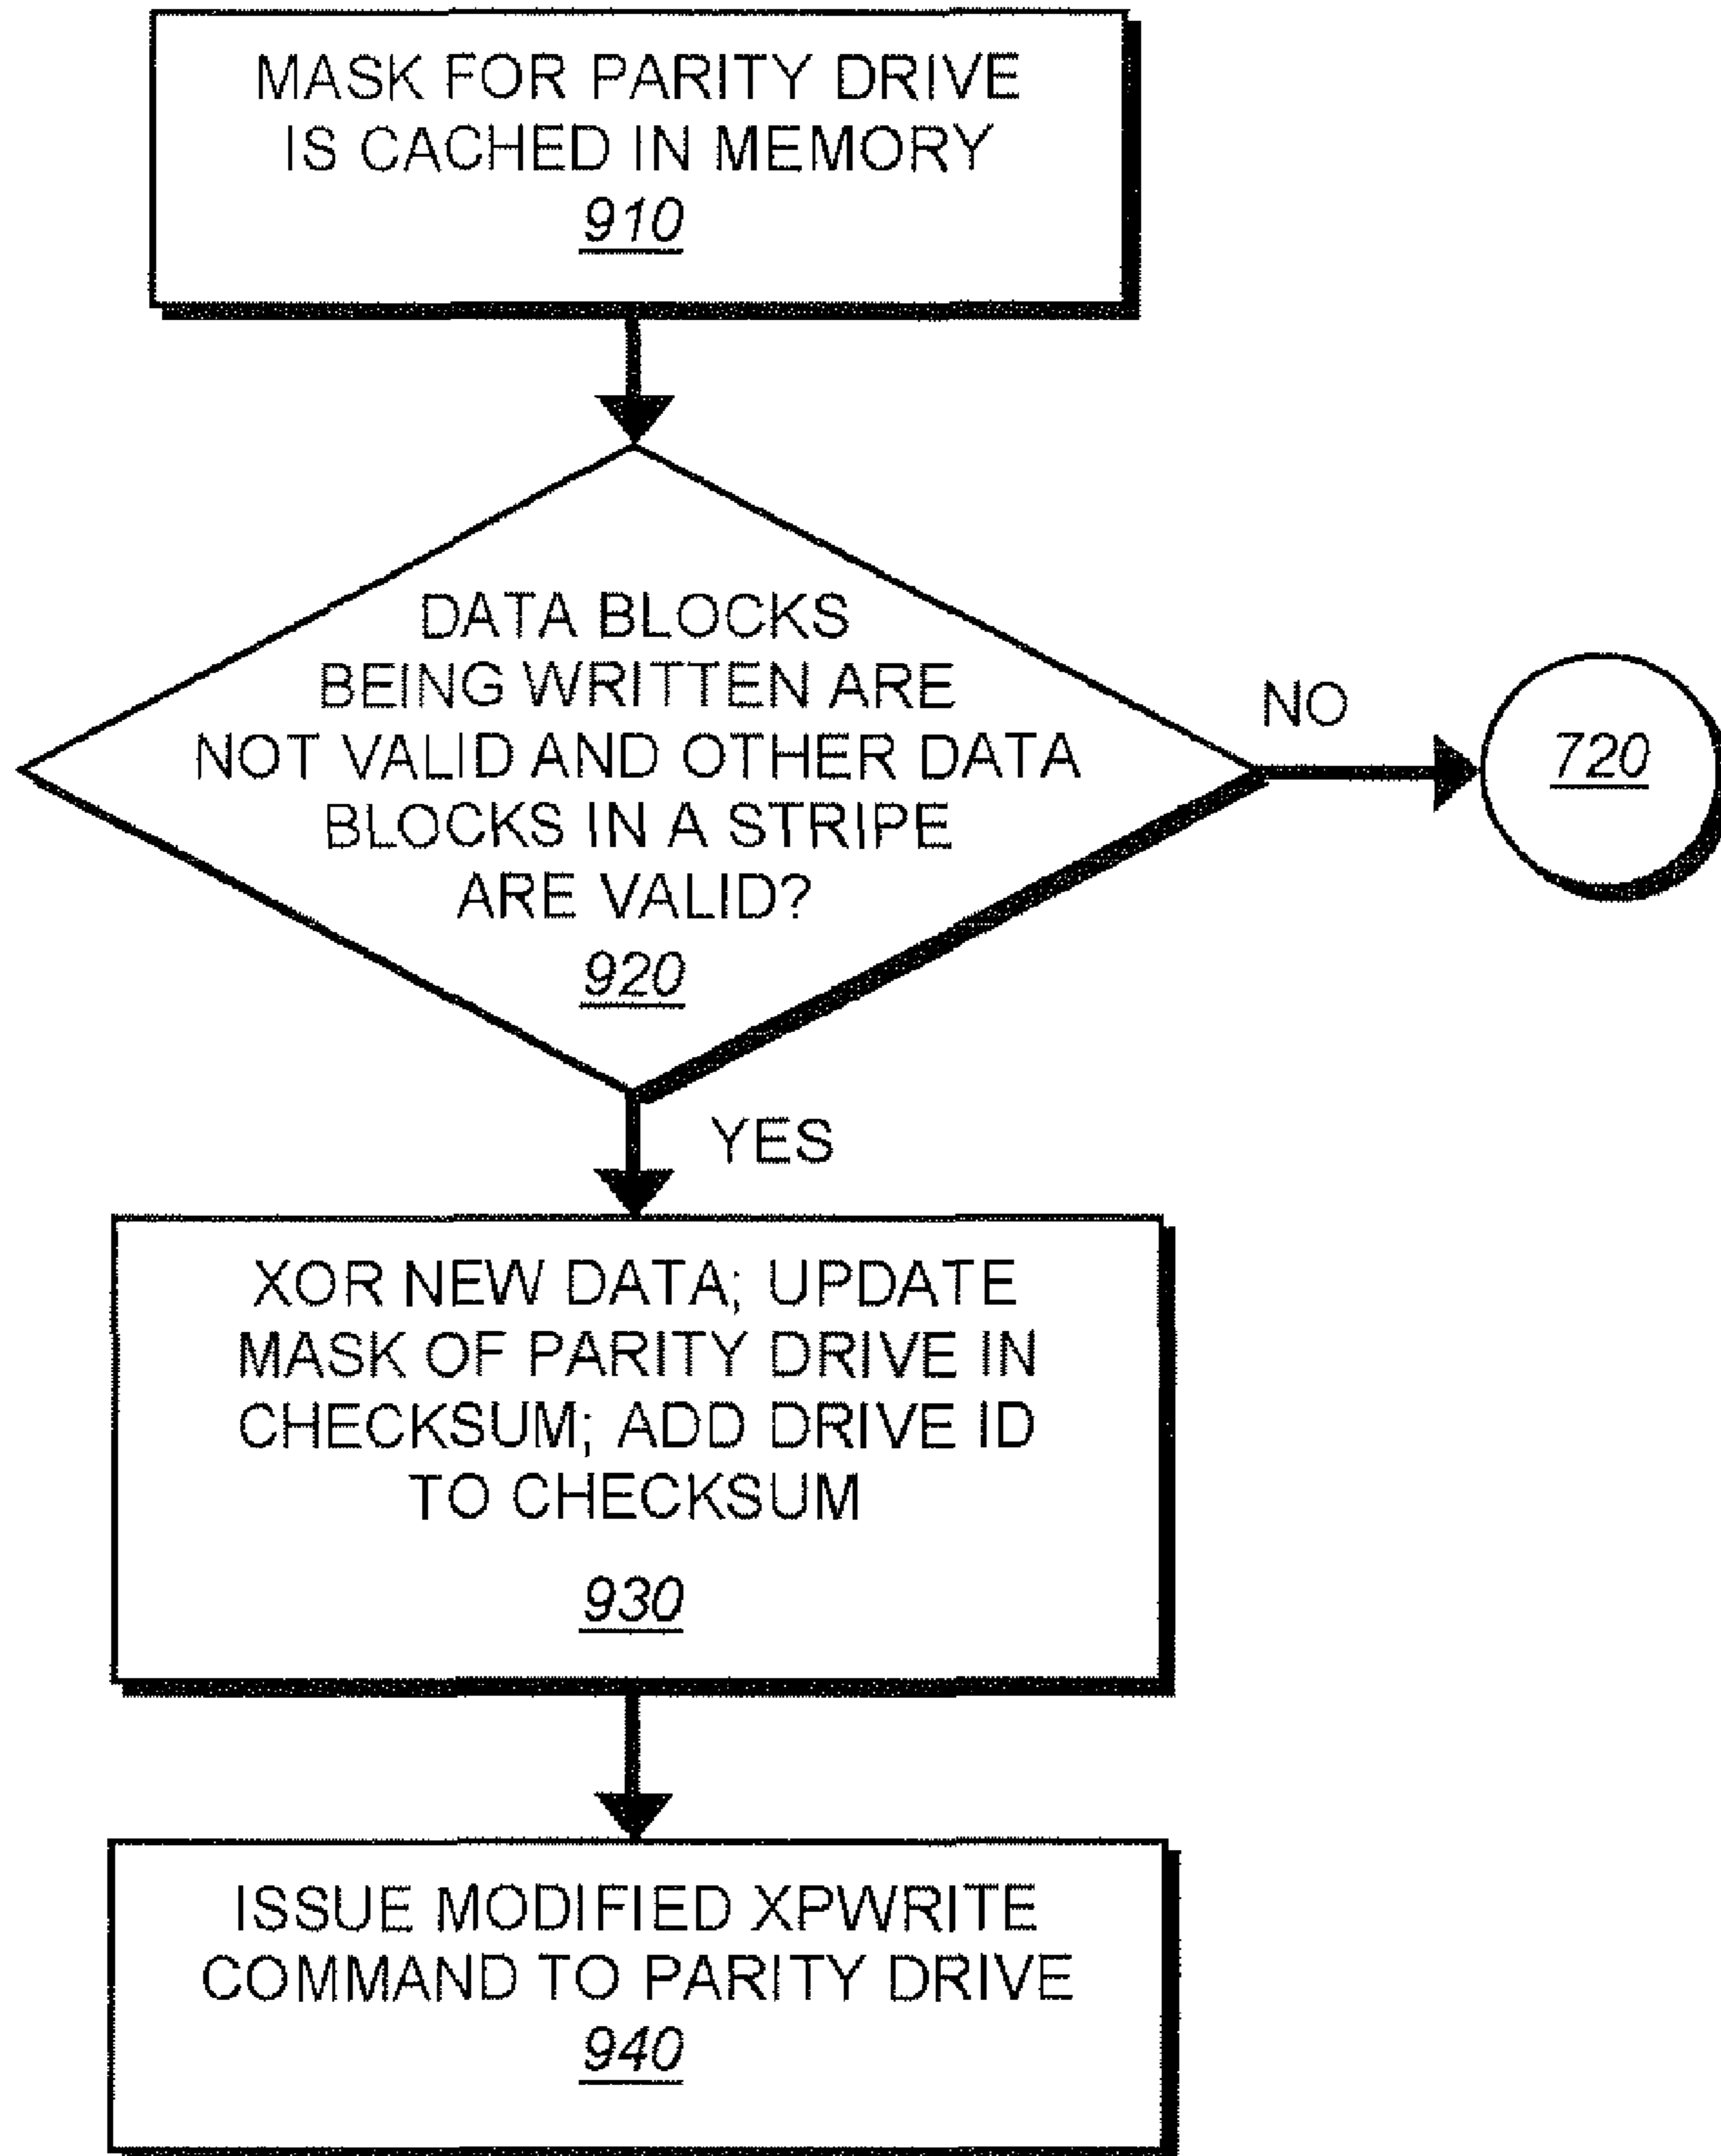 MASK FOR PARITY DRIVE
IS CACHED IN MEMORY
910
DATA BLOCKS
BEING WRITTEN ARE
NOT VALID AND OTHER DATA
BLOCKS IN A STRIPE
ARE VALID?
920
NO
720
YES
XOR NEW DATA; UPDATE
MASK OF PARITY DRIVE IN
CHECKSUM; ADD DRIVE ID
TO CHECKSUM
930
ISSUE MODIFIED XPWRITE
COMMAND TO PARITY DRIVE
940